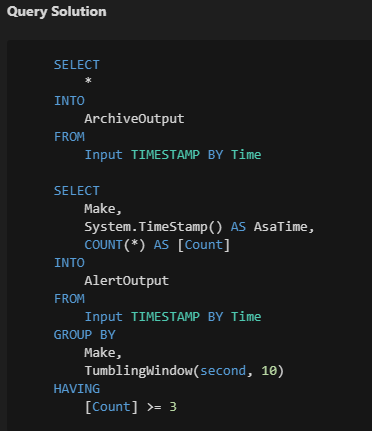 Query Solution
SELECT
*
INTO
ArchiveOutput
FROM
Input TIMESTAMP BY Time
SELECT
Make,
System.TimeStamp() AS AsaTime,
COUNT(*) AS [Count]
INTO
AlertOutput
FROM
Input TIMESTAMP BY Time
GROUP BY
Make,
TumblingWindow(second, 10)
HAVING
[Count] >= 3